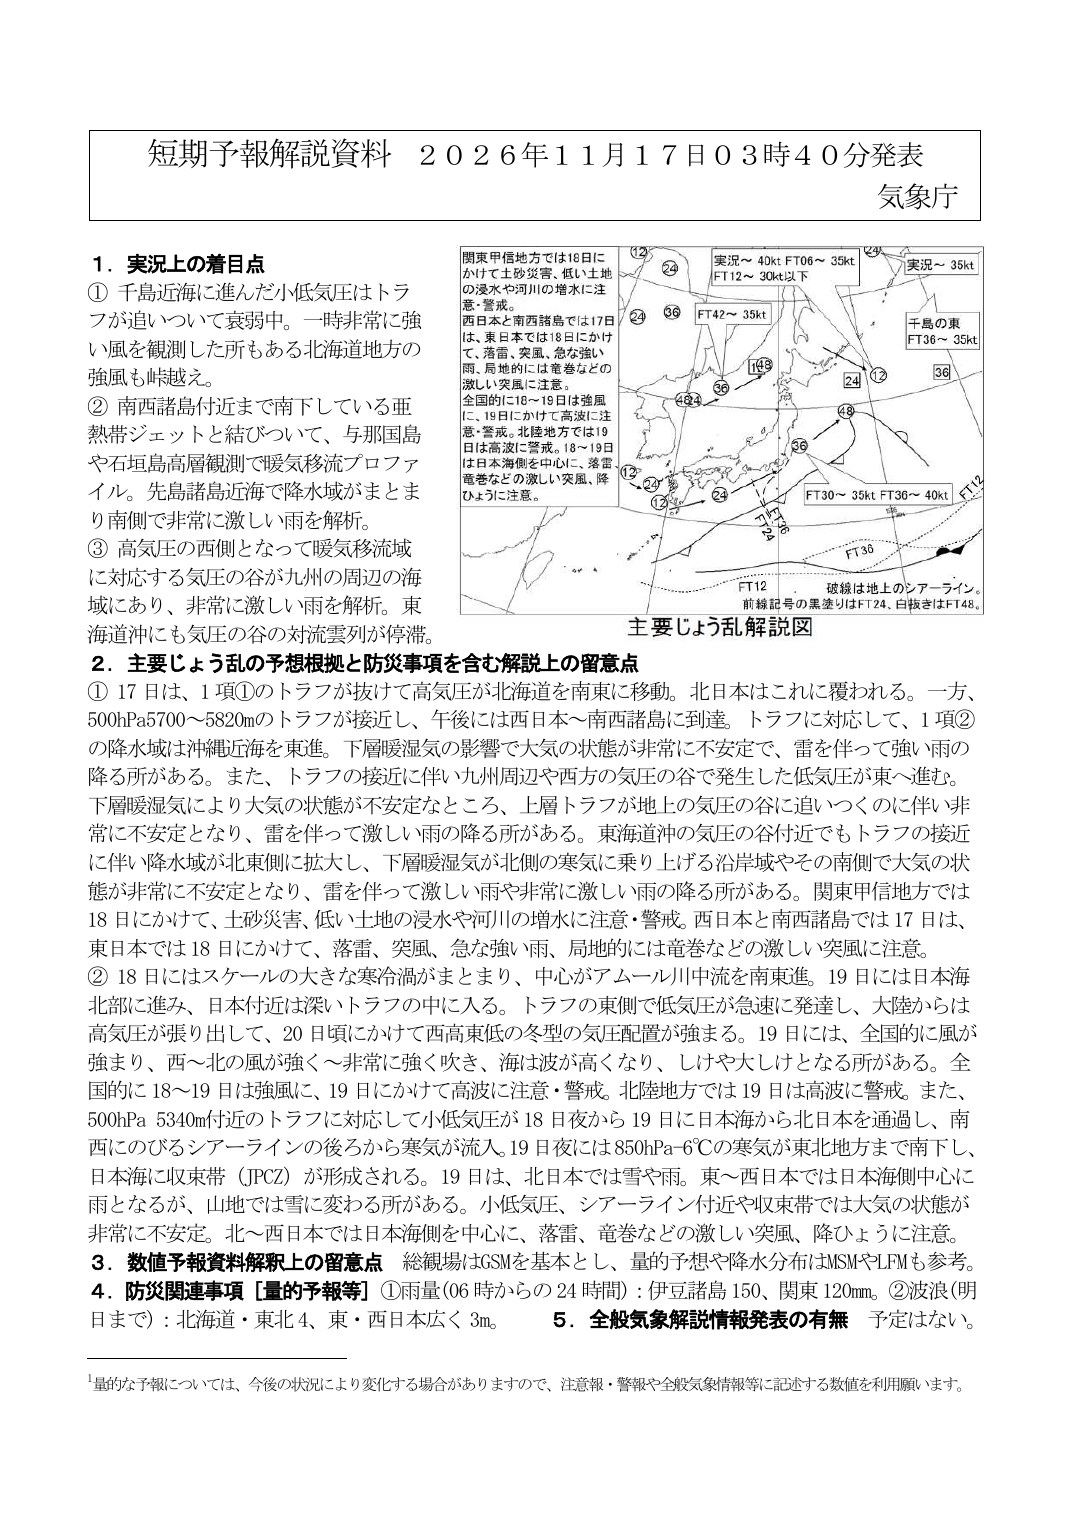 短期予報解説資料　２０２６年１１月１７日０３時４０分発表
気象庁
１．実況上の着目点
① 千島近海に進んだ小低気圧はトラ
フが追いついて衰弱中。一時非常に強
い風を観測した所もある北海道地方の
強風も峠越え。
② 南西諸島付近まで南下している亜
熱帯ジェットと結びついて、与那国島
や石垣島高層観測で暖気移流プロファ
イル。先島諸島近海で降水域がまとま
り南側で非常に激しい雨を解析。
③ 高気圧の西側となって暖気移流域
に対応する気圧の谷が九州の周辺の海
域にあり、非常に激しい雨を解析。東
海道沖にも気圧の谷の対流雲列が停滞。
関東甲信地方では18日に
かけて土砂災害、低い土地
の浸水や河川の増水に注
意・警戒。
西日本と南西諸島では17日
は、東日本では18日にかけ
て、落雷、突風、急な強い
雨、局地的には竜巻などの
激しい突風に注意。
全国的に18～19日は強風
に、19日にかけて高波に注
意・警戒。北陸地方では19
日は高波に警戒。18～19日
は日本海側を中心に、落雷、
竜巻などの激しい突風、降
ひょうに注意。
12
24
24
36
実況～ 40kt FT06～ 35kt
FT12～ 30kt以下
24
実況～ 35kt
FT42～ 35kt
千島の東
FT36～ 35kt
48
36
24
12
36
48
24
48
36
12
24
12
24
FT30～ 35kt FT36～ 40kt
FT12
FT36
FT24
FT36
FT12
破線は地上のシアーライン。
前線記号の黒塗りはFT24、白抜きはFT48。
主要じょう乱解説図
２．主要じょう乱の予想根拠と防災事項を含む解説上の留意点
① 17 日は、1 項①のトラフが抜けて高気圧が北海道を南東に移動。北日本はこれに覆われる。一方、
500hPa5700～5820mのトラフが接近し、午後には西日本～南西諸島に到達。トラフに対応して、1 項②
の降水域は沖縄近海を東進。下層暖湿気の影響で大気の状態が非常に不安定で、雷を伴って強い雨の
降る所がある。また、トラフの接近に伴い九州周辺や西方の気圧の谷で発生した低気圧が東へ進む。
下層暖湿気により大気の状態が不安定なところ、上層トラフが地上の気圧の谷に追いつくのに伴い非
常に不安定となり、雷を伴って激しい雨の降る所がある。東海道沖の気圧の谷付近でもトラフの接近
に伴い降水域が北東側に拡大し、下層暖湿気が北側の寒気に乗り上げる沿岸域やその南側で大気の状
態が非常に不安定となり、雷を伴って激しい雨や非常に激しい雨の降る所がある。関東甲信地方では
18 日にかけて、土砂災害、低い土地の浸水や河川の増水に注意・警戒。西日本と南西諸島では 17 日は、
東日本では 18 日にかけて、落雷、突風、急な強い雨、局地的には竜巻などの激しい突風に注意。
② 18 日にはスケールの大きな寒冷渦がまとまり、中心がアムール川中流を南東進。19 日には日本海
北部に進み、日本付近は深いトラフの中に入る。トラフの東側で低気圧が急速に発達し、大陸からは
高気圧が張り出して、20 日頃にかけて西高東低の冬型の気圧配置が強まる。19 日には、全国的に風が
強まり、西～北の風が強く～非常に強く吹き、海は波が高くなり、しけや大しけとなる所がある。全
国的に 18～19 日は強風に、19 日にかけて高波に注意・警戒。北陸地方では 19 日は高波に警戒。また、
500hPa 5340m付近のトラフに対応して小低気圧が 18 日夜から 19 日に日本海から北日本を通過し、南
西にのびるシアーラインの後ろから寒気が流入。19 日夜には850hPa-6℃の寒気が東北地方まで南下し、
日本海に収束帯（JPCZ）が形成される。19 日は、北日本では雪や雨。東～西日本では日本海側中心に
雨となるが、山地では雪に変わる所がある。小低気圧、シアーライン付近や収束帯では大気の状態が
非常に不安定。北～西日本では日本海側を中心に、落雷、竜巻などの激しい突風、降ひょうに注意。
３．数値予報資料解釈上の留意点　総観場はGSMを基本とし、量的予想や降水分布はMSMやLFMも参考。
４．防災関連事項［量的予報等］①雨量(06 時からの 24 時間)：伊豆諸島 150、関東 120mm。②波浪(明
日まで)：北海道・東北 4、東・西日本広く 3m。　　５．全般気象解説情報発表の有無　予定はない。
1量的な予報については、今後の状況により変化する場合がありますので、注意報・警報や全般気象情報等に記述する数値を利用願います。